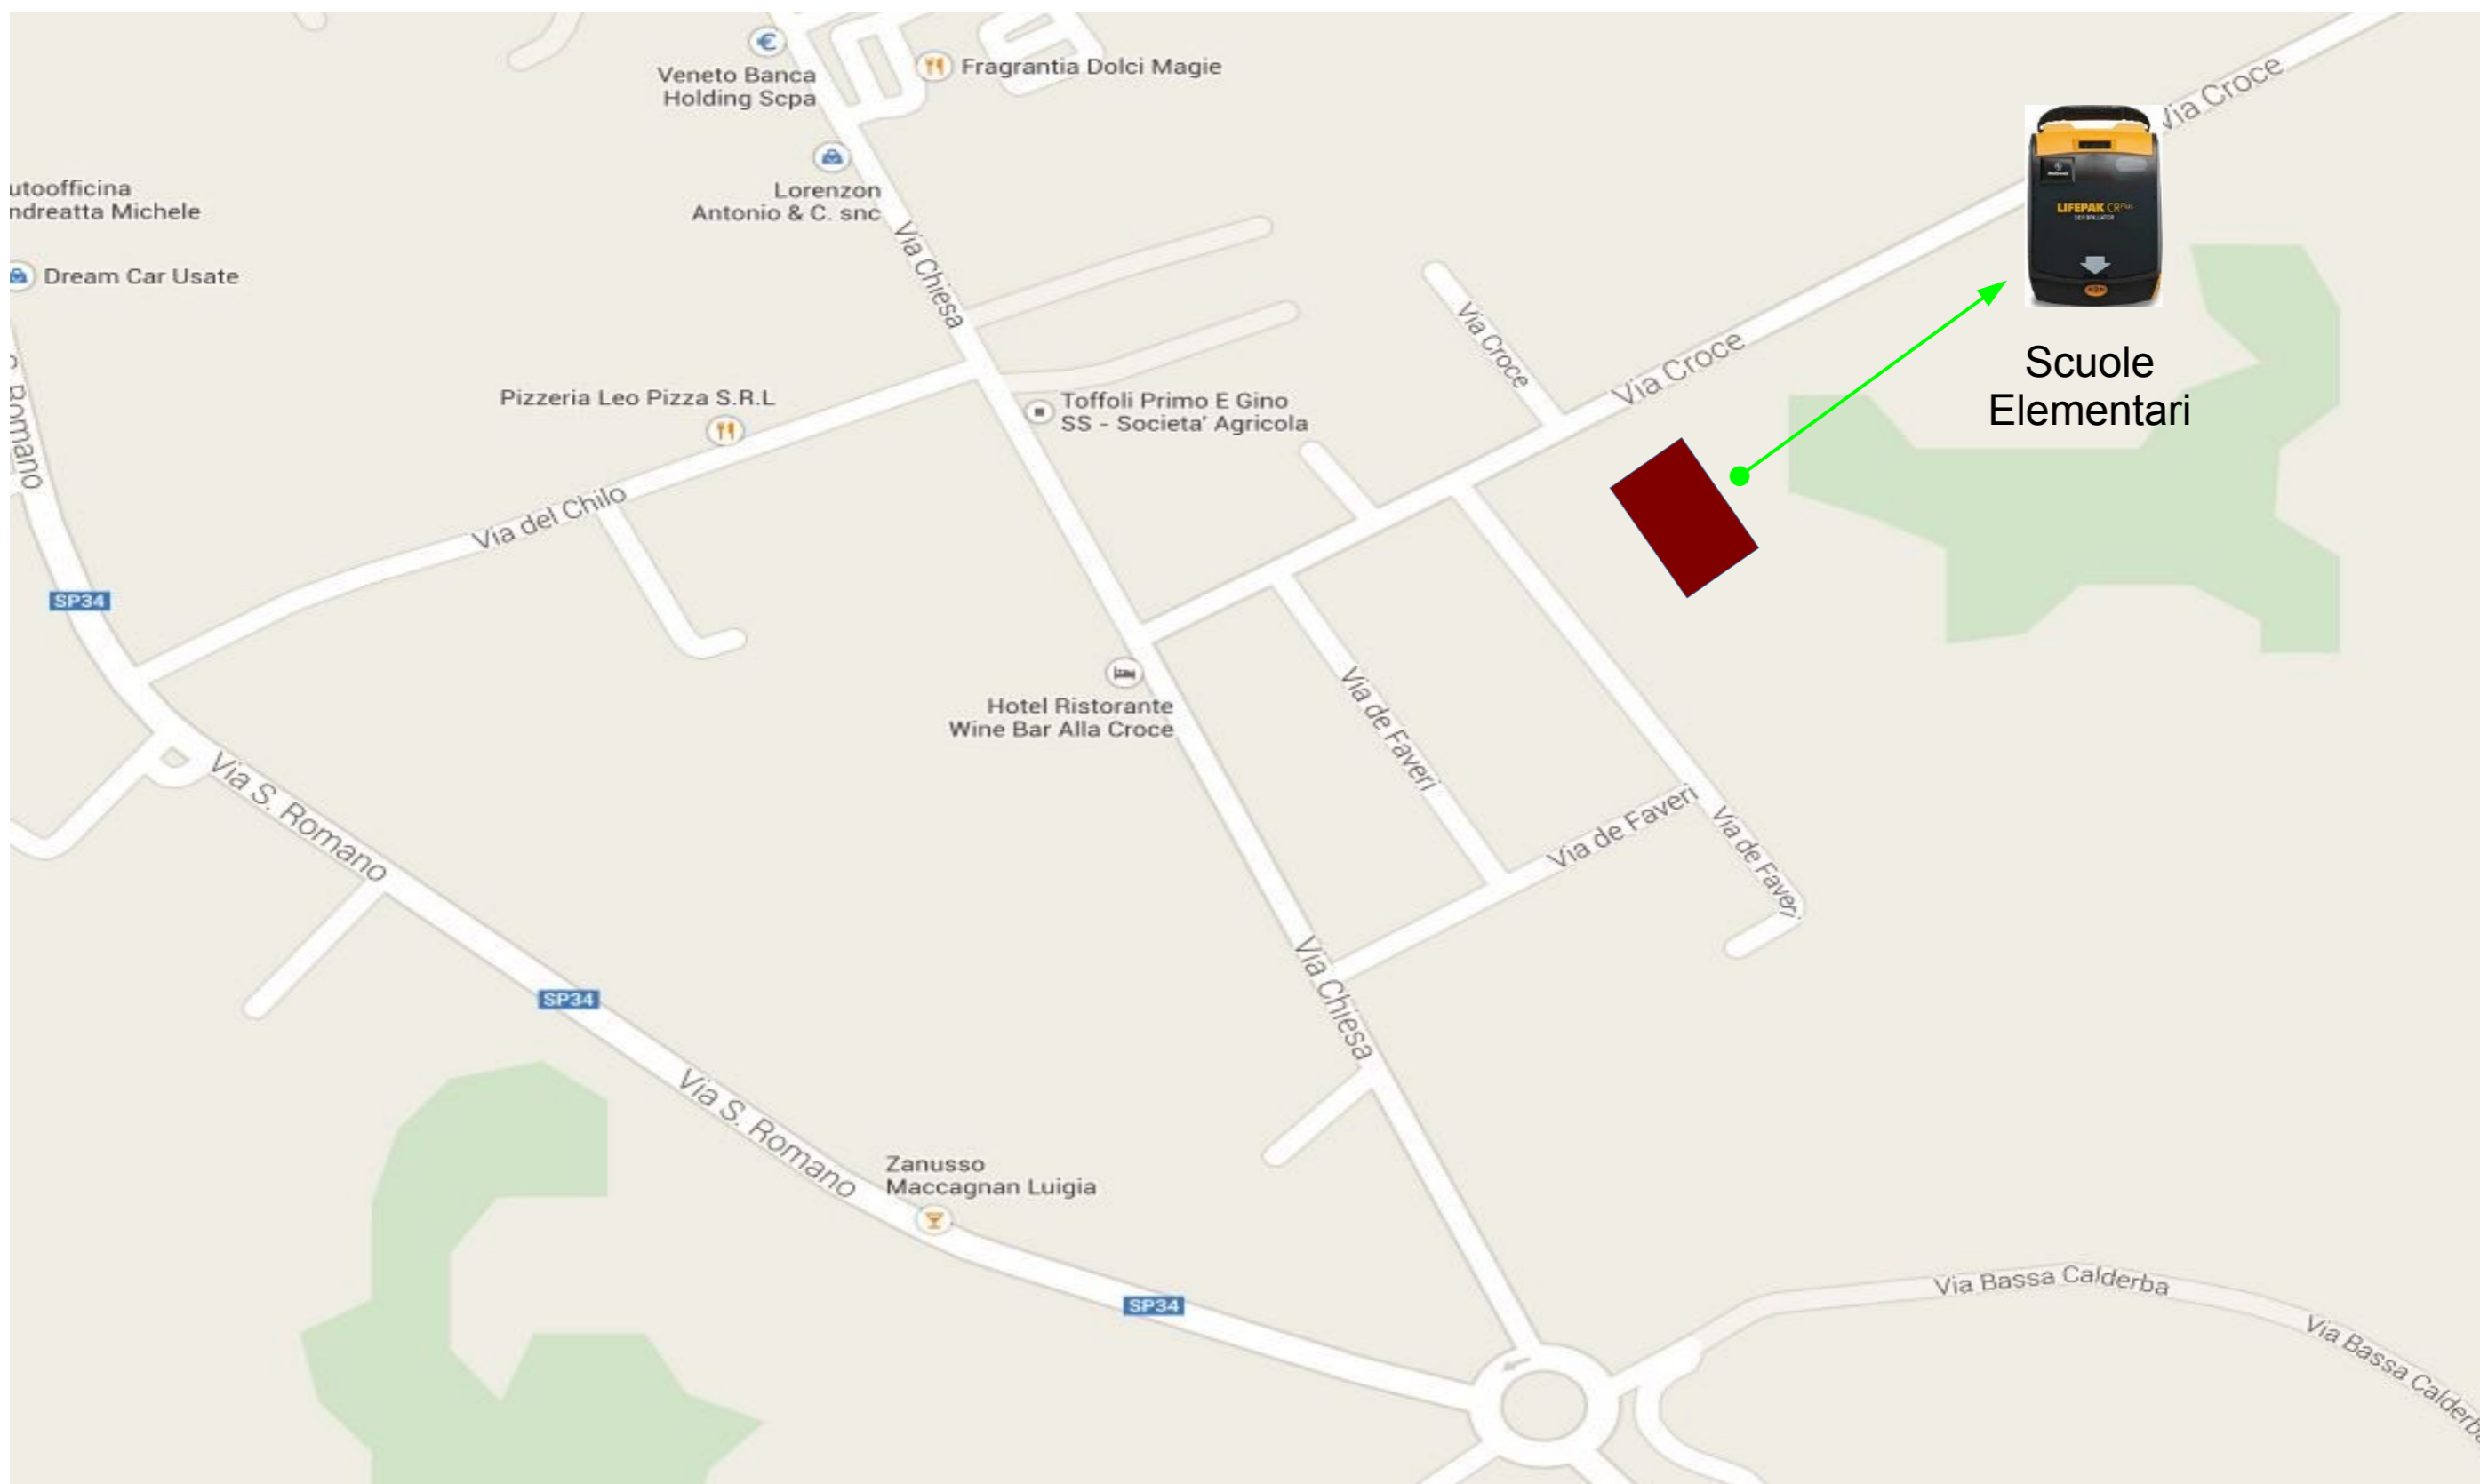 Veneto Banca
Holding Scpa
Fragrantia Dolci Magie
Via Croce
Lorenzon
Antonio & C. snc
utoofficina
ndreatta Michele
Via Chiesa
LIFEPAK CR Plus
DEFIBRILLATOR
Dream Car Usate
Via Croce
Via Croce
Scuole
Elementari
Pizzeria Leo Pizza S.R.L
Toffoli Primo E Gino
SS - Societa' Agricola
S. Romano
Via del Chilo
SP34
Hotel Ristorante
Wine Bar Alla Croce
Via de Faveri
Via S. Romano
Via de Faveri
Via de Faveri
Via Chiesa
SP34
Via S. Romano
Zanusso
Maccagnan Luigia
SP34
Via Bassa Calderba
Via Bassa Calderba